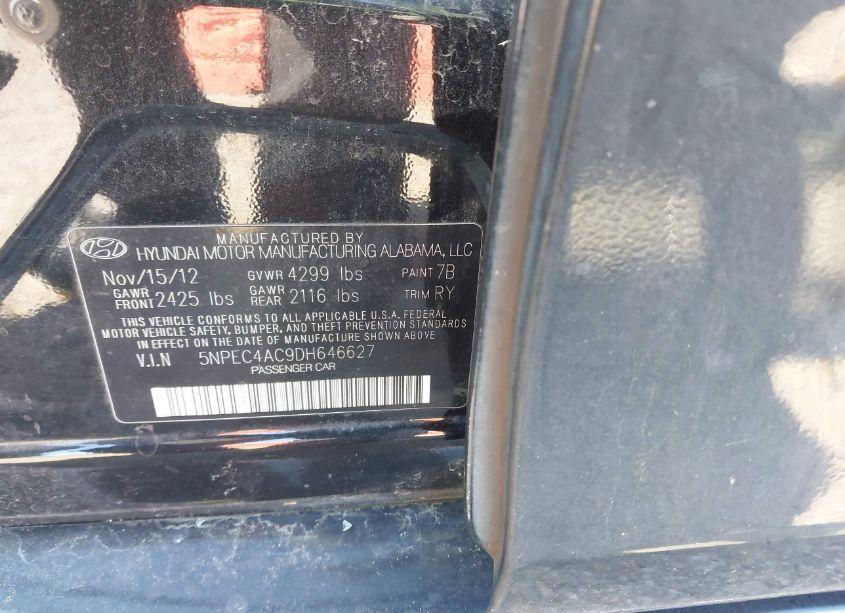 MANUFACTURED BY
HYUNDAI MOTOR MANUFACTURING ALABAMA, LLC
Nov/15/12 GVWR 4299 lbs PAINT 7B
GAWR FRONT 2425 lbs GAWR REAR 2116 lbs TRIM RY
THIS VEHICLE CONFORMS TO ALL APPLICABLE U.S.A. FEDERAL
MOTOR VEHICLE SAFETY, BUMPER, AND THEFT PREVENTION STANDARDS
IN EFFECT ON THE DATE OF MANUFACTURE SHOWN ABOVE
V.I.N 5NPEC4AC9DH646627
PASSENGER CAR